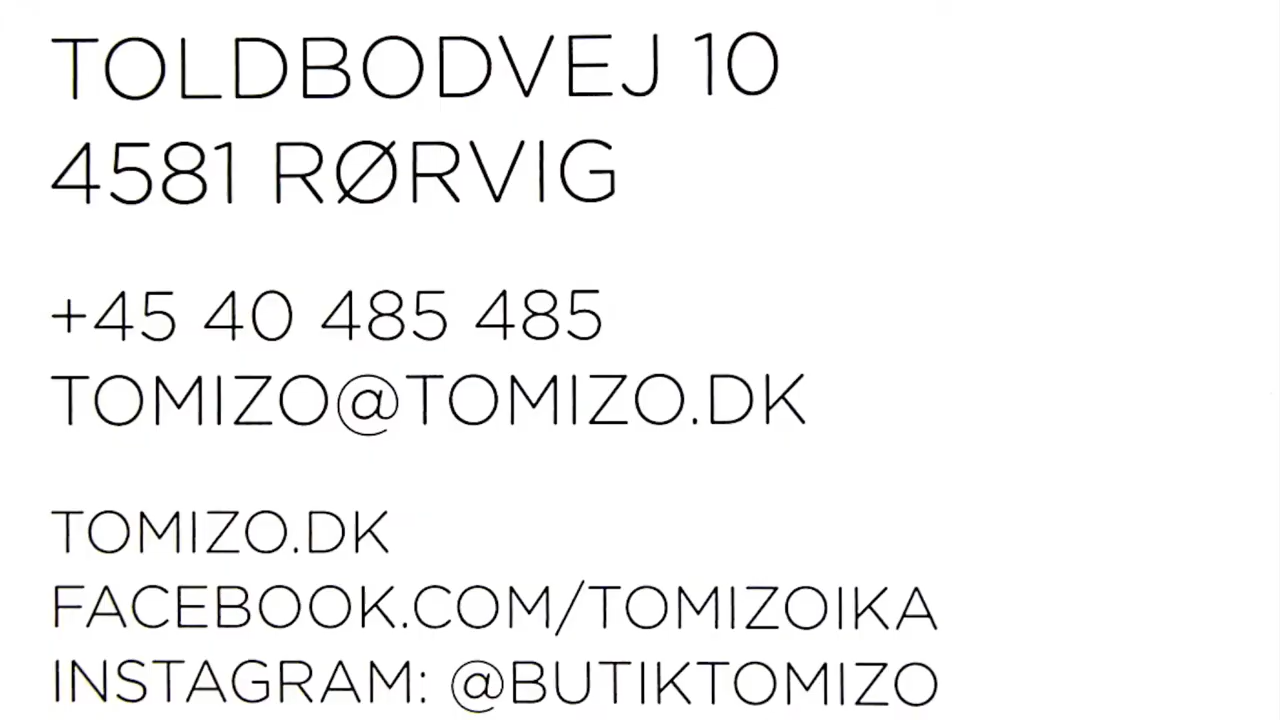 TOLDBODVEJ 10
4581 RØRVIG
+45 40 485 485
TOMIZO@TOMIZO.DK
TOMIZO.DK
FACEBOOK.COM/TOMIZOIKA
INSTAGRAM: @BUTIKTOMIZO